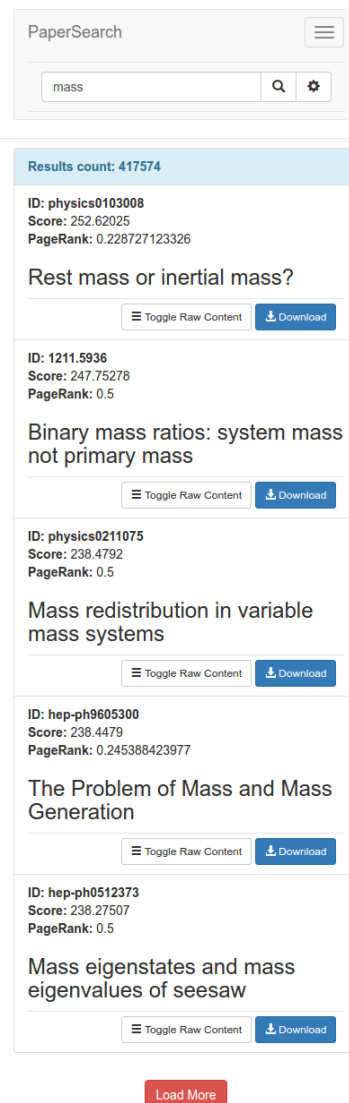 PaperSearch
mass
Results count: 417574
ID: physics0103008
Score: 252.62025
PageRank: 0.228727123326
Rest mass or inertial mass?
Toggle Raw Content Download
ID: 1211.5936
Score: 247.75278
PageRank: 0.5
Binary mass ratios: system mass
not primary mass
Toggle Raw Content Download
ID: physics0211075
Score: 238.4792
PageRank: 0.5
Mass redistribution in variable
mass systems
Toggle Raw Content Download
ID: hep-ph9605300
Score: 238.4479
PageRank: 0.245388423977
The Problem of Mass and Mass
Generation
Toggle Raw Content Download
ID: hep-ph0512373
Score: 238.27507
PageRank: 0.5
Mass eigenstates and mass
eigenvalues of seesaw
Toggle Raw Content Download
Load More